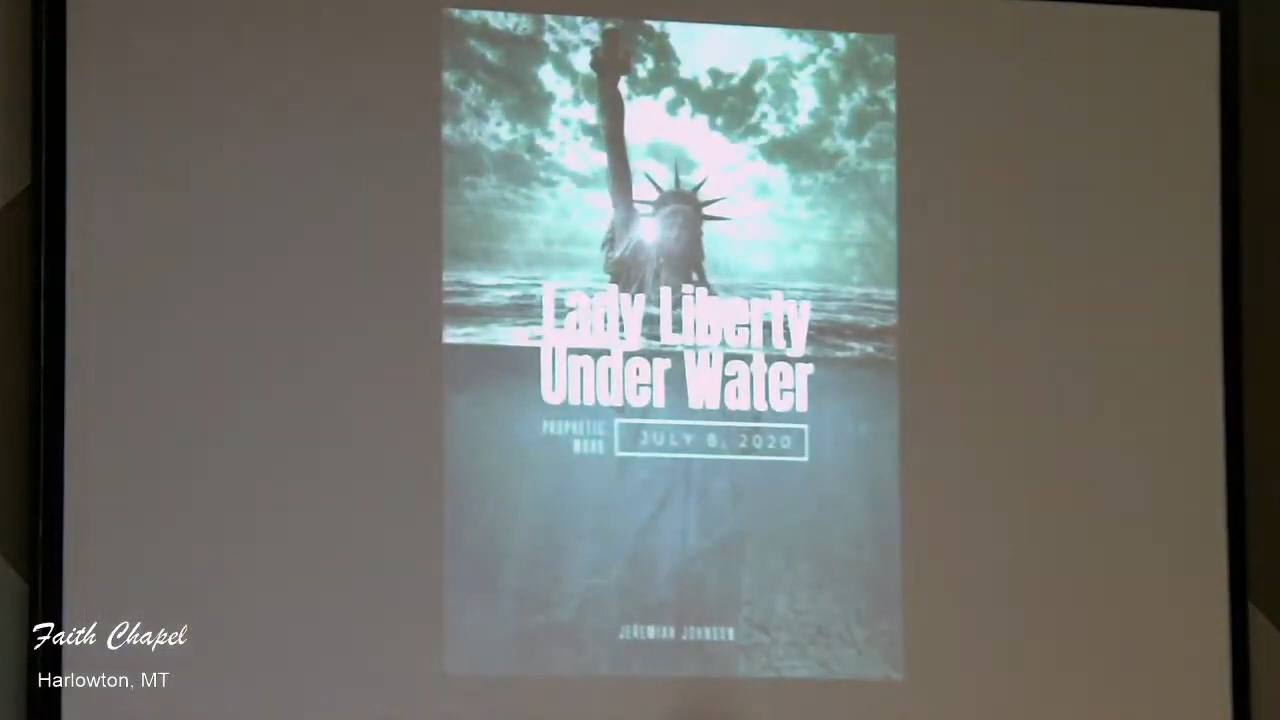 Lady Liberty
Under Water
PROPHETIC
WORD
JULY 8, 2020
JEREMIAH JOHNSON
Faith Chapel
Harlowton, MT